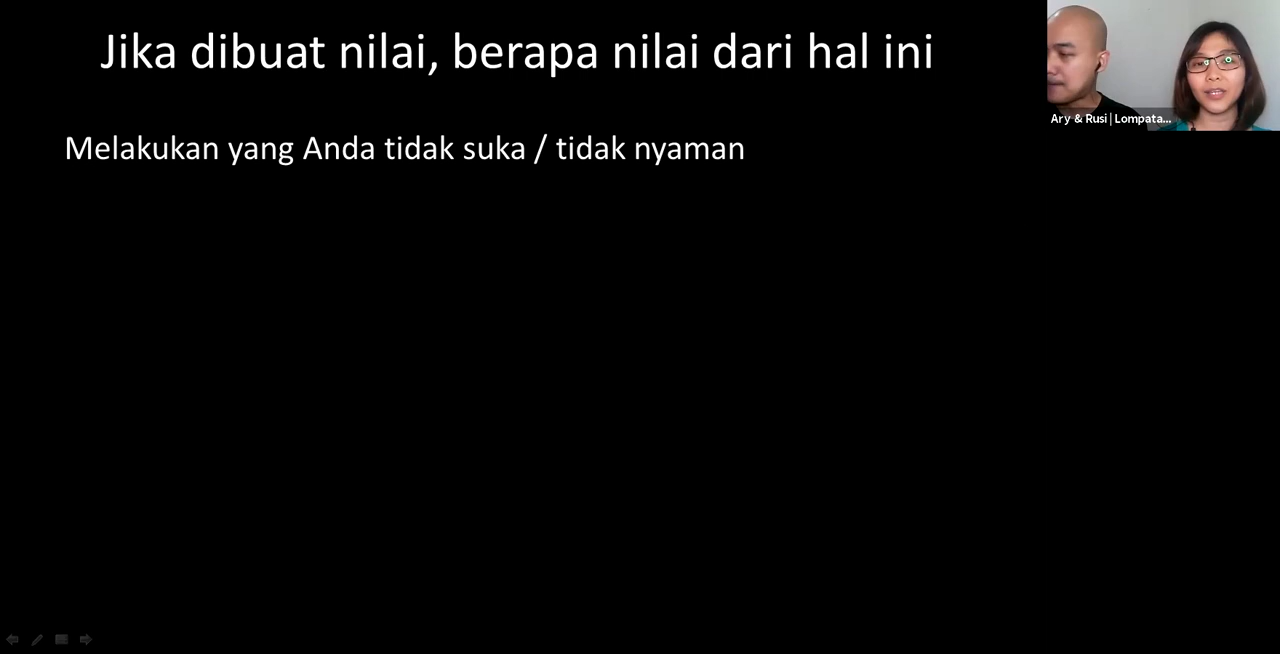 Jika dibuat nilai, berapa nilai dari hal ini
Ary & Rusi | Lompata...
Melakukan yang Anda tidak suka / tidak nyaman